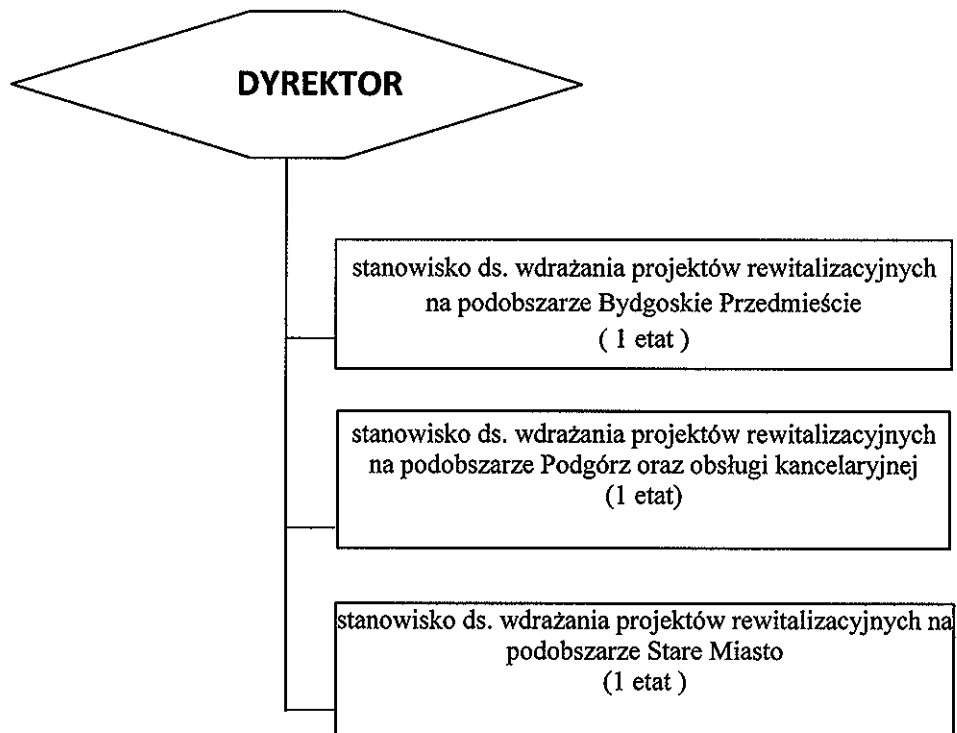 DYREKTOR
stanowisko ds. wdrażania projektów rewitalizacyjnych
na podobszarze Bydgoskie Przedmieście
( 1 etat )
stanowisko ds. wdrażania projektów rewitalizacyjnych
na podobszarze Podgórz oraz obsługi kancelaryjnej
(1 etat)
stanowisko ds. wdrażania projektów rewitalizacyjnych na
podobszarze Stare Miasto
(1 etat )